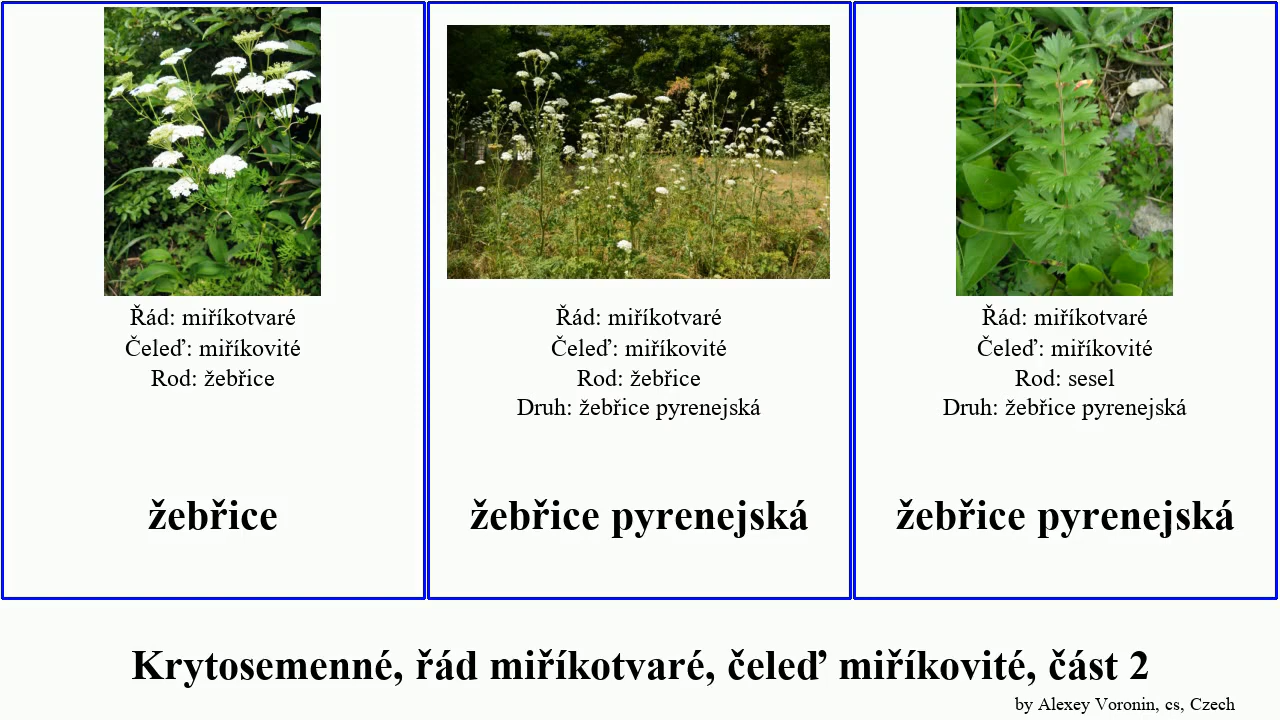 Řád: miříkotvaré
Čeleď: miříkovité
Rod: žebřice
žebřice
Řád: miříkotvaré
Čeleď: miříkovité
Rod: žebřice
Druh: žebřice pyrenejská
žebřice pyrenejská
Řád: miříkotvaré
Čeleď: miříkovité
Rod: sesel
Druh: žebřice pyrenejská
žebřice pyrenejská
Krytosemenné, řád miříkotvaré, čeleď miříkovité, část 2
by Alexey Voronin, cs, Czech